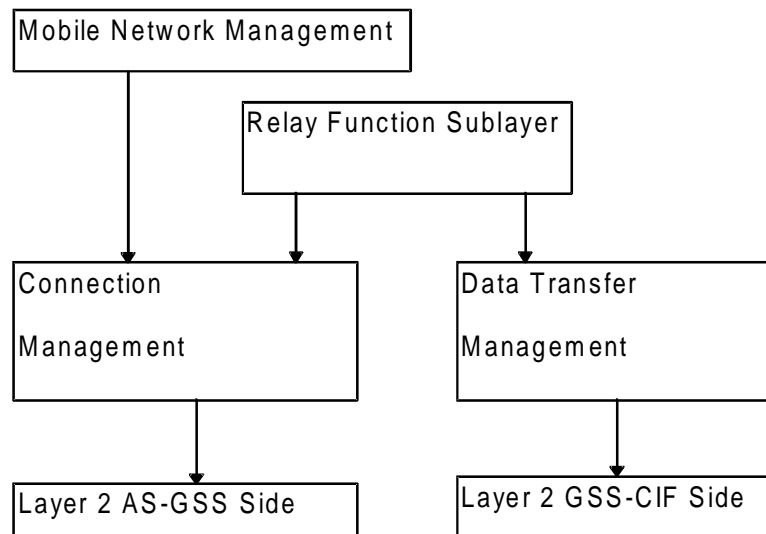 Mobile Network Management
Relay Function Sublayer
Connection
Management
Data Transfer
Management
Layer 2 AS-GSS Side
Layer 2 GSS-CIF Side